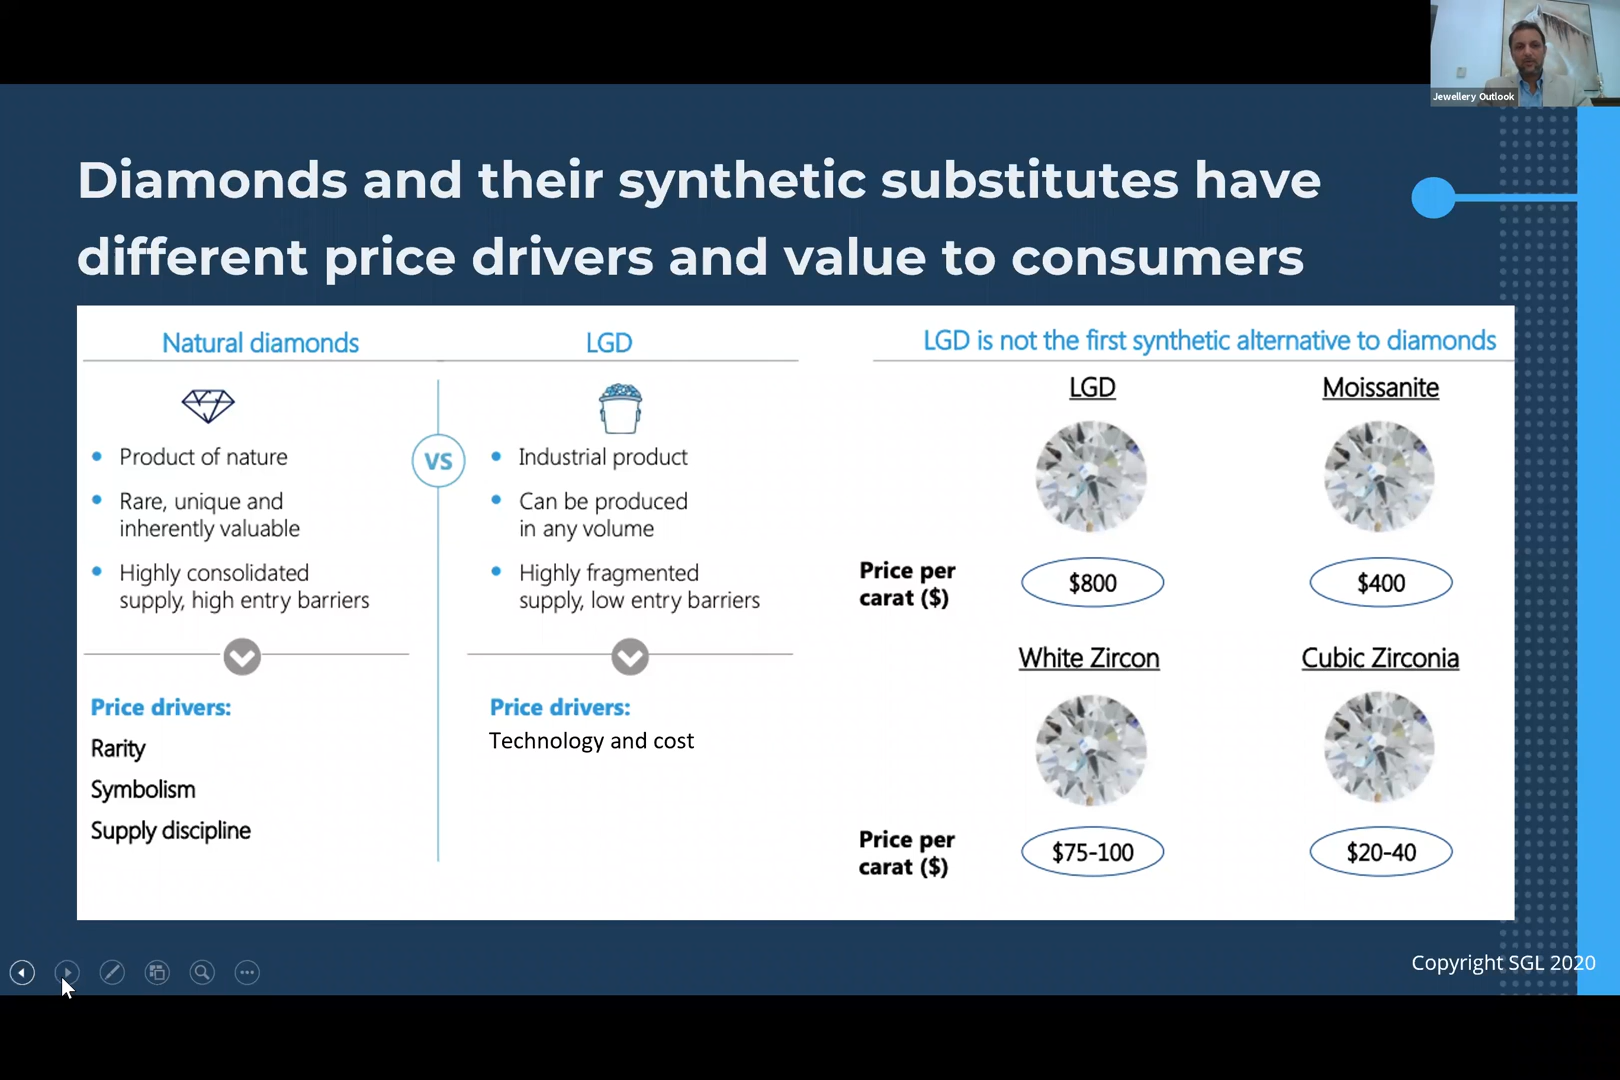 Jewellery Outlook
Diamonds and their synthetic substitutes have
different price drivers and value to consumers
Natural diamonds
VS
LGD
Product of nature
Rare, unique and
inherently valuable
Highly consolidated
supply, high entry barriers
Price drivers:
Rarity
Symbolism
Supply discipline
Industrial product
Can be produced
in any volume
Highly fragmented
supply, low entry barriers
Price drivers:
Technology and cost
LGD is not the first synthetic alternative to diamonds
LGD
Moissanite
Price per
carat ($)
$800
$400
White Zircon
Cubic Zirconia
Price per
carat ($)
$75-100
$20-40
Copyright SGL 2020